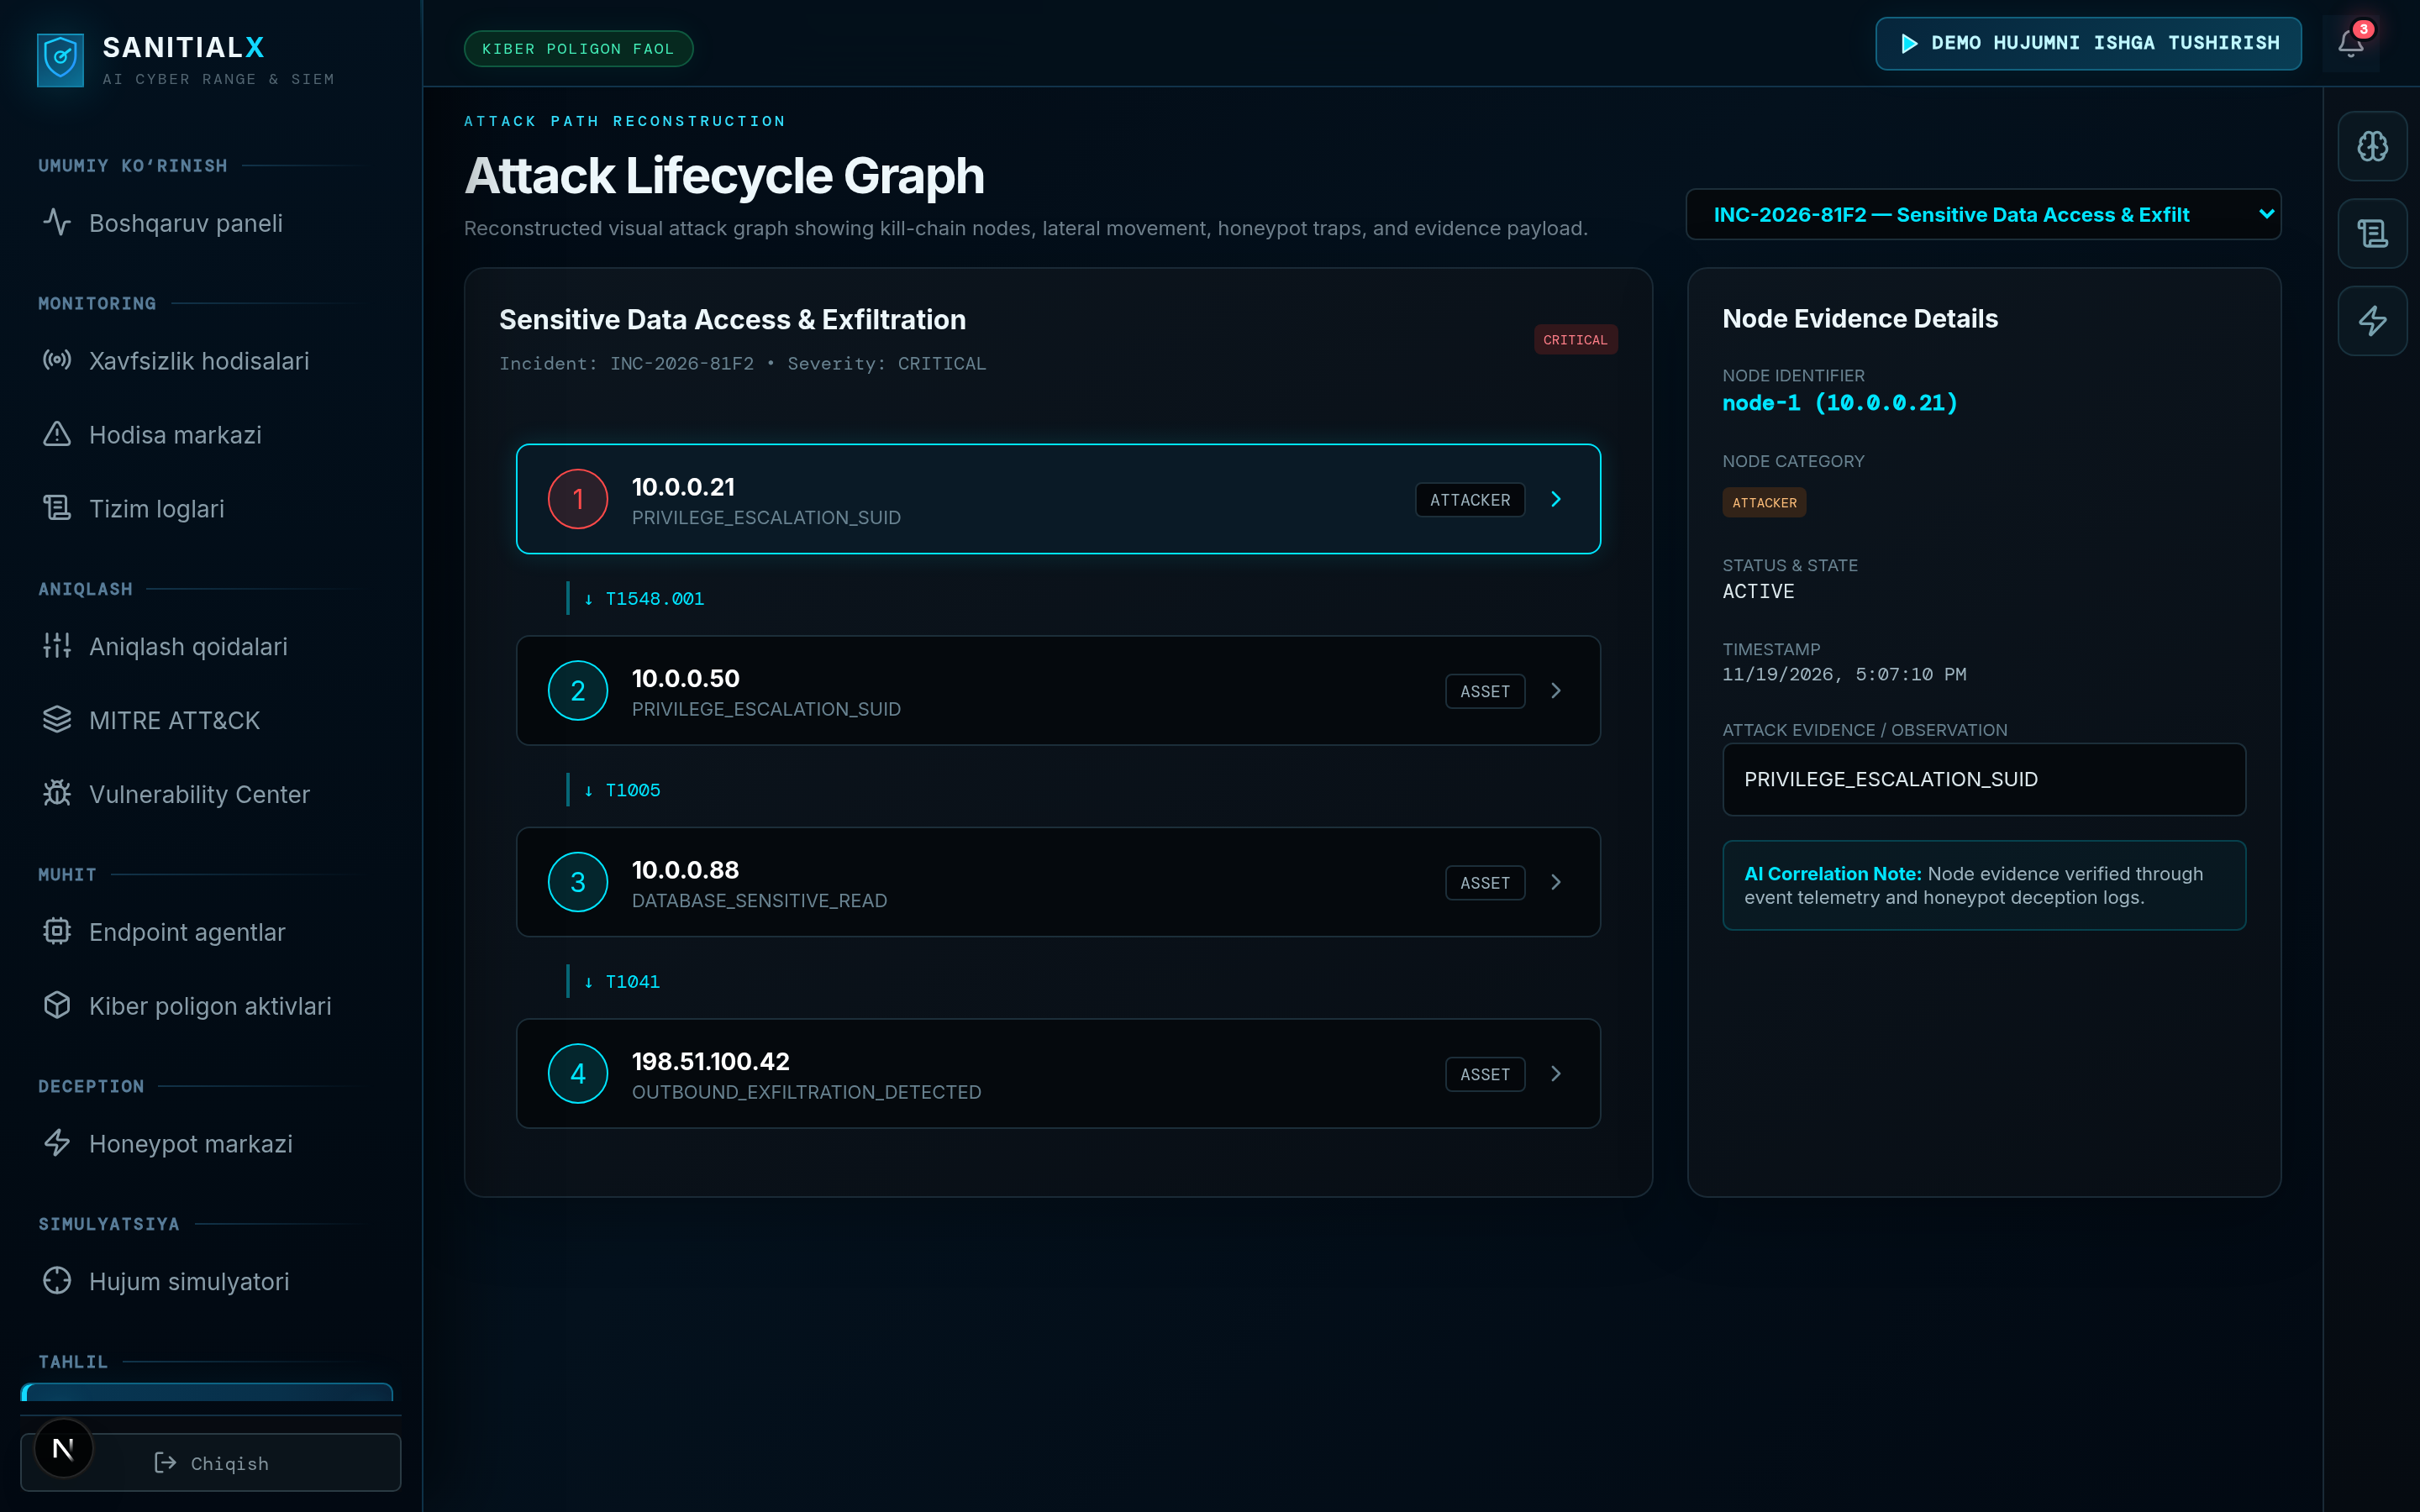 SANITIALX
AI CYBER RANGE & SIEM
UMUMIY KO‘RINISH
Boshqaruv paneli
MONITORING
Xavfsizlik hodisalari
Hodisa markazi
Tizim loglari
ANIQLASH
Aniqlash qoidalari
MITRE ATT&CK
Vulnerability Center
MUHIT
Endpoint agentlar
Kiber poligon aktivlari
DECEPTION
Honeypot markazi
SIMULYATSIYA
Hujum simulyatori
TAHLIL
N
Chiqish
KIBER POLIGON FAOL
DEMO HUJUMNI ISHGA TUSHIRISH
3
ATTACK PATH RECONSTRUCTION
Attack Lifecycle Graph
Reconstructed visual attack graph showing kill-chain nodes, lateral movement, honeypot traps, and evidence payload.
INC-2026-81F2 — Sensitive Data Access & Exfilt
Sensitive Data Access & Exfiltration
Incident: INC-2026-81F2 • Severity: CRITICAL
CRITICAL
1
10.0.0.21
PRIVILEGE_ESCALATION_SUID
ATTACKER
↓ T1548.001
2
10.0.0.50
PRIVILEGE_ESCALATION_SUID
ASSET
↓ T1005
3
10.0.0.88
DATABASE_SENSITIVE_READ
ASSET
↓ T1041
4
198.51.100.42
OUTBOUND_EXFILTRATION_DETECTED
ASSET
Node Evidence Details
NODE IDENTIFIER
node-1 (10.0.0.21)
NODE CATEGORY
ATTACKER
STATUS & STATE
ACTIVE
TIMESTAMP
11/19/2026, 5:07:10 PM
ATTACK EVIDENCE / OBSERVATION
PRIVILEGE_ESCALATION_SUID
AI Correlation Note: Node evidence verified through
event telemetry and honeypot deception logs.